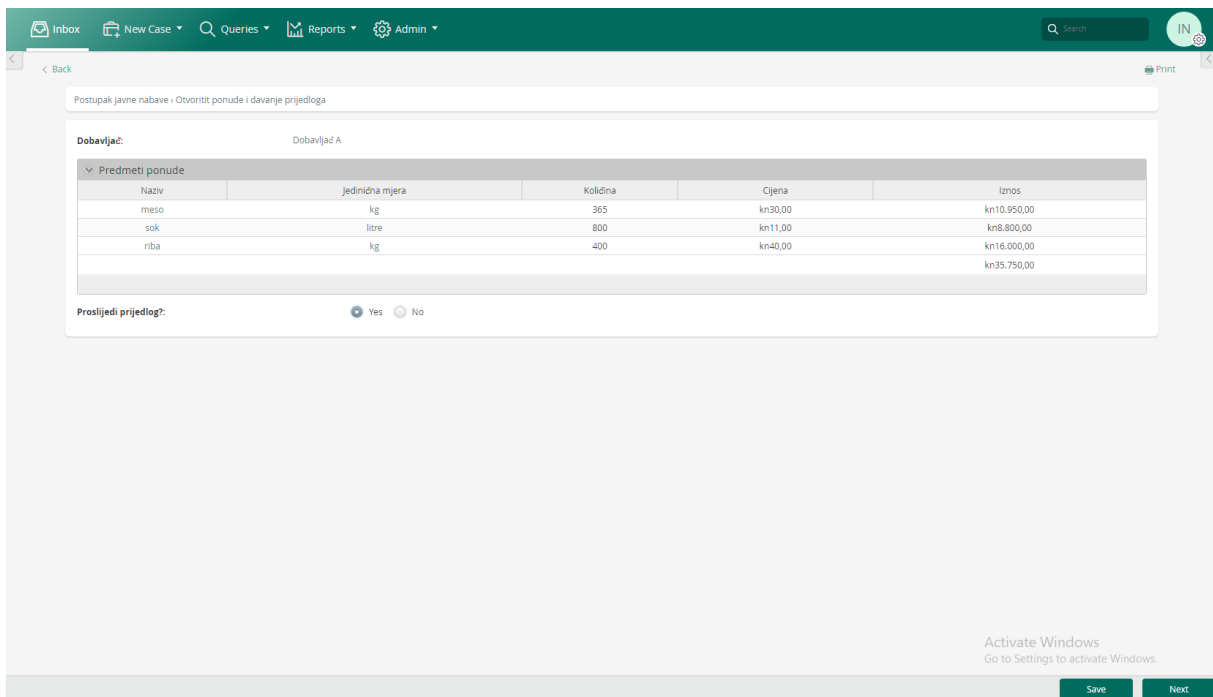 Inbox New Case Queries Reports Admin Search IN
Back Print
Postupak javne nabave › Otvoritit ponude i davanje prijedloga
Dobavljač: Dobavljač A
Predmeti ponude
Naziv Jedinična mjera Količina Cijena Iznos
meso kg 365 kn30,00 kn10.950,00
sok litre 800 kn11,00 kn8.800,00
riba kg 400 kn40,00 kn16.000,00
kn35.750,00
Proslijedi prijedlog?: Yes No
Activate Windows
Go to Settings to activate Windows.
Save Next